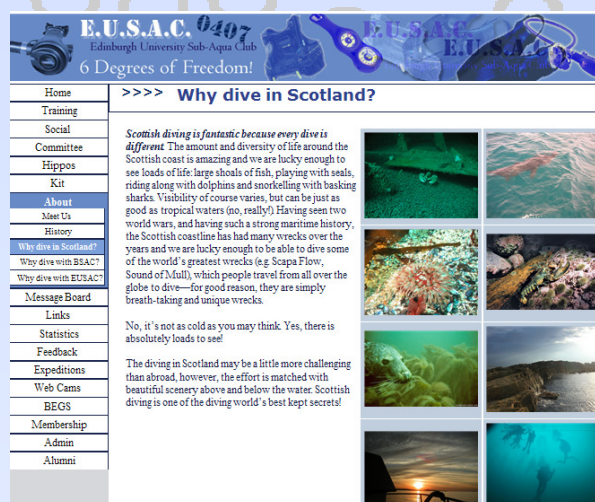 E.U.S.A.C. 0407
Edinburgh University Sub-Aqua Club
6 Degrees of Freedom!
E.U.S.A.C.
E.U.S.A.C.
Home
Training
Social
Committee
Hippos
Kit
About
Meet Us
History
Why dive in Scotland?
Why dive with BSAC?
Why dive with EUSAC?
Message Board
Links
Statistics
Feedback
Expeditions
Web Cams
BEGS
Membership
Admin
Alumni
>>>> Why dive in Scotland?
Scottish diving is fantastic because every dive is
different. The amount and diversity of life around the
Scottish coast is amazing and we are lucky enough to
see loads of life: large shoals of fish, playing with seals,
riding along with dolphins and snorkelling with basking
sharks. Visibility of course varies, but can be just as
good as tropical waters (no, really!) Having seen two
world wars, and having such a strong maritime history,
the Scottish coastline has had many wrecks over the
years and we are lucky enough to be able to dive some
of the world's greatest wrecks (e.g. Scapa Flow,
Sound of Mull), which people travel from all over the
globe to dive—for good reason, they are simply
breath-taking and unique wrecks.
No, it's not as cold as you may think. Yes, there is
absolutely loads to see!
The diving in Scotland may be a little more challenging
than abroad, however, the effort is matched with
beautiful scenery above and below the water. Scottish
diving is one of the diving world's best kept secrets!